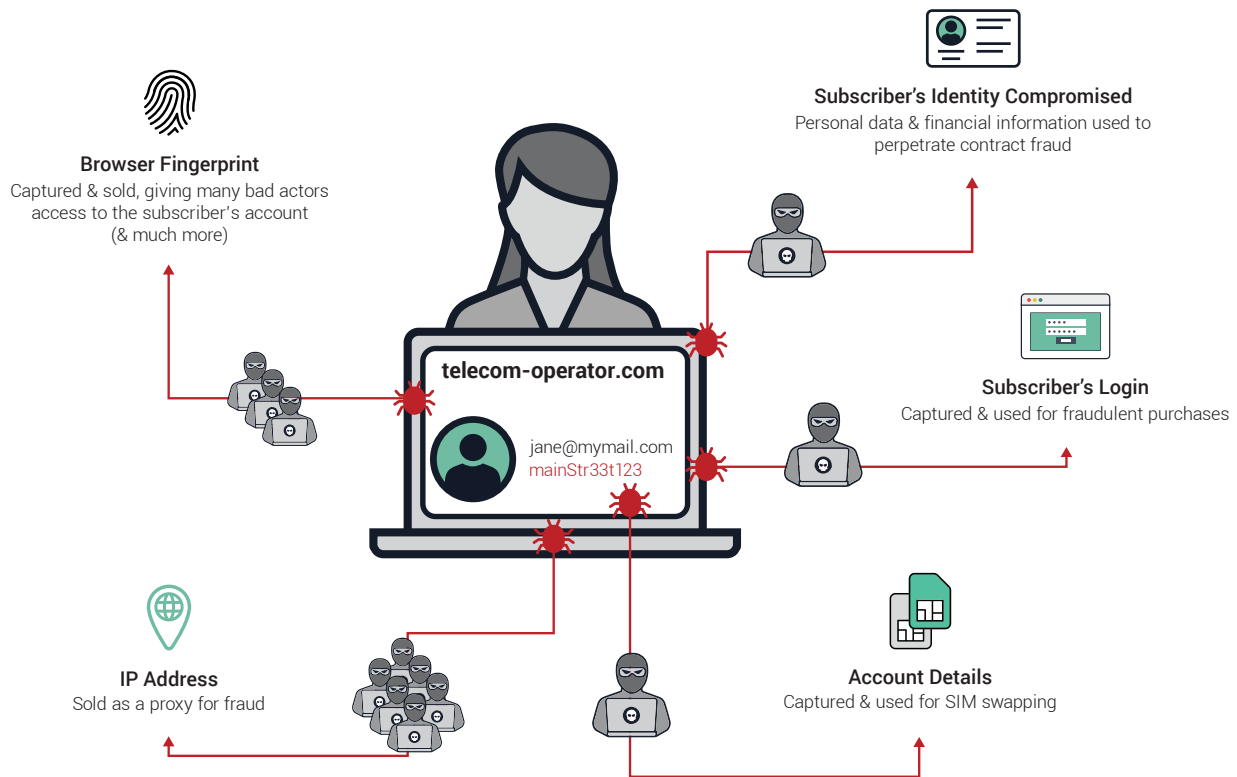 Subscriber's Identity Compromised
Personal data & financial information used to
perpetrate contract fraud
Browser Fingerprint
Captured & sold, giving many bad actors
access to the subscriber's account
(& much more)
telecom-operator.com
jane@mymail.com
mainStr33t123
Subscriber's Login
Captured & used for fraudulent purchases
IP Address
Sold as a proxy for fraud
Account Details
Captured & used for SIM swapping